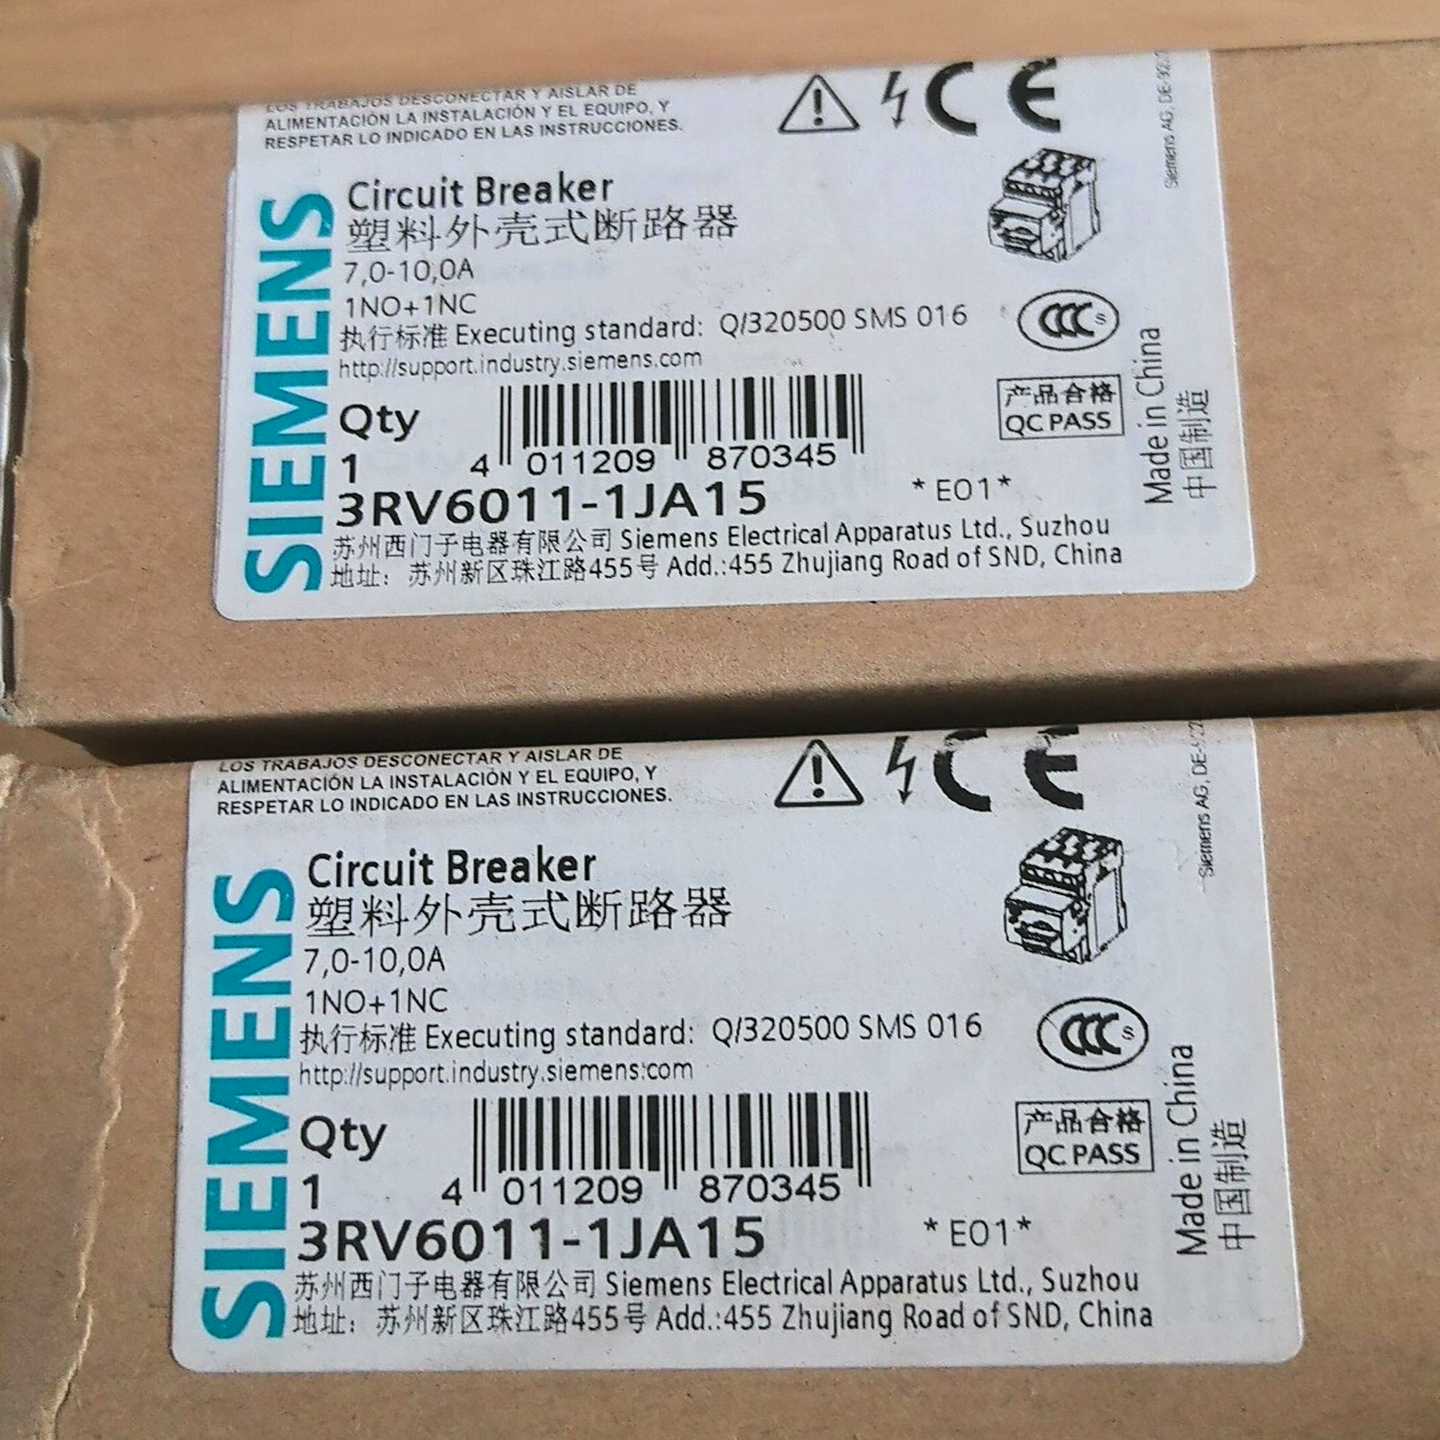 LOS TRABAJOS DESCONECTAR Y AISLAR DE
ALIMENTACIÓN LA INSTALACIÓN Y EL EQUIPO, Y
RESPETAR LO INDICADO EN LAS INSTRUCCIONES.
CE
Siemens AG, DE-
SIEMENS
Circuit Breaker
塑料外壳式断路器
7,0-10,0A
1NO+1NC
执行标准 Executing standard: Q/320500 SMS 016
http://support.industry.siemens.com
CCC S
产品合格
QC PASS
Made in China
中国制造
Qty
1
4 011209 870345
3RV6011-1JA15 *E01*
苏州西门子电器有限公司 Siemens Electrical Apparatus Ltd., Suzhou
地址：苏州新区珠江路455号 Add.:455 Zhujiang Road of SND, China
LOS TRABAJOS DESCONECTAR Y AISLAR DE
ALIMENTACIÓN LA INSTALACIÓN Y EL EQUIPO, Y
RESPETAR LO INDICADO EN LAS INSTRUCCIONES.
CE
Siemens AG, DE-
SIEMENS
Circuit Breaker
塑料外壳式断路器
7,0-10,0A
1NO+1NC
执行标准 Executing standard: Q/320500 SMS 016
http://support.industry.siemens.com
CCC S
产品合格
QC PASS
Made in China
中国制造
Qty
1
4 011209 870345
3RV6011-1JA15 *E01*
苏州西门子电器有限公司 Siemens Electrical Apparatus Ltd., Suzhou
地址：苏州新区珠江路455号 Add.:455 Zhujiang Road of SND, China